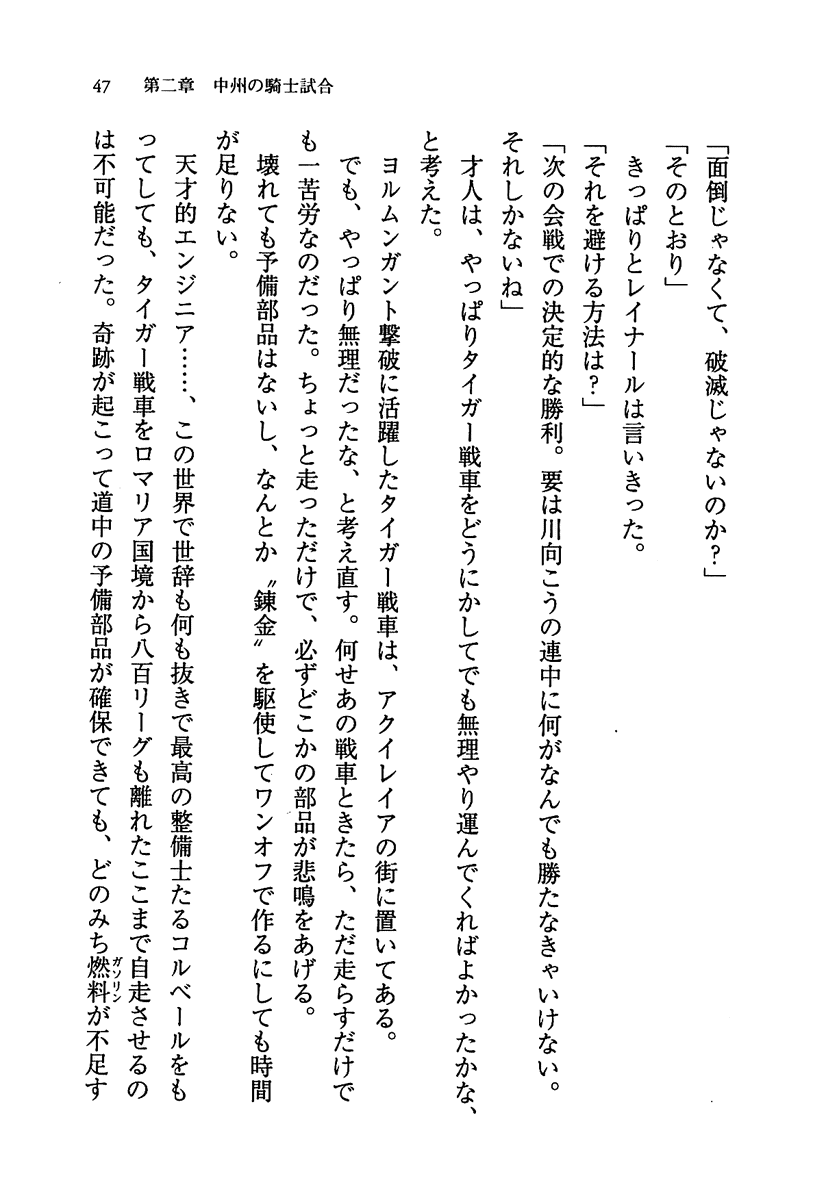 47　第二章　中州の騎士試合
「面倒じゃなくて、破滅じゃないのか？」
「そのとおり」
　きっぱりとレイナールは言いきった。
「それを避ける方法は？」
「次の会戦での決定的な勝利。要は川向こうの連中に何がなんでも勝たなきゃいけない。
それしかないね」
　才人は、やっぱりタイガー戦車をどうにかしてでも無理やり運んでくればよかったかな、
と考えた。
　ヨルムンガント撃破に活躍したタイガー戦車は、アクイレイアの街に置いてある。
　でも、やっぱり無理だったな、と考え直す。何せあの戦車ときたら、ただ走らすだけで
も一苦労なのだった。ちょっと走っただけで、必ずどこかの部品が悲鳴をあげる。
　壊れても予備部品はないし、なんとか〝錬金〟を駆使してワンオフで作るにしても時間
が足りない。
　天才的エンジニア……、この世界で世辞も何も抜きで最高の整備士たるコルベールをも
ってしても、タイガー戦車をロマリア国境から八百リーグも離れたここまで自走させるの
は不可能だった。奇跡が起こって道中の予備部品が確保できても、どのみち燃料ガソリンが不足す